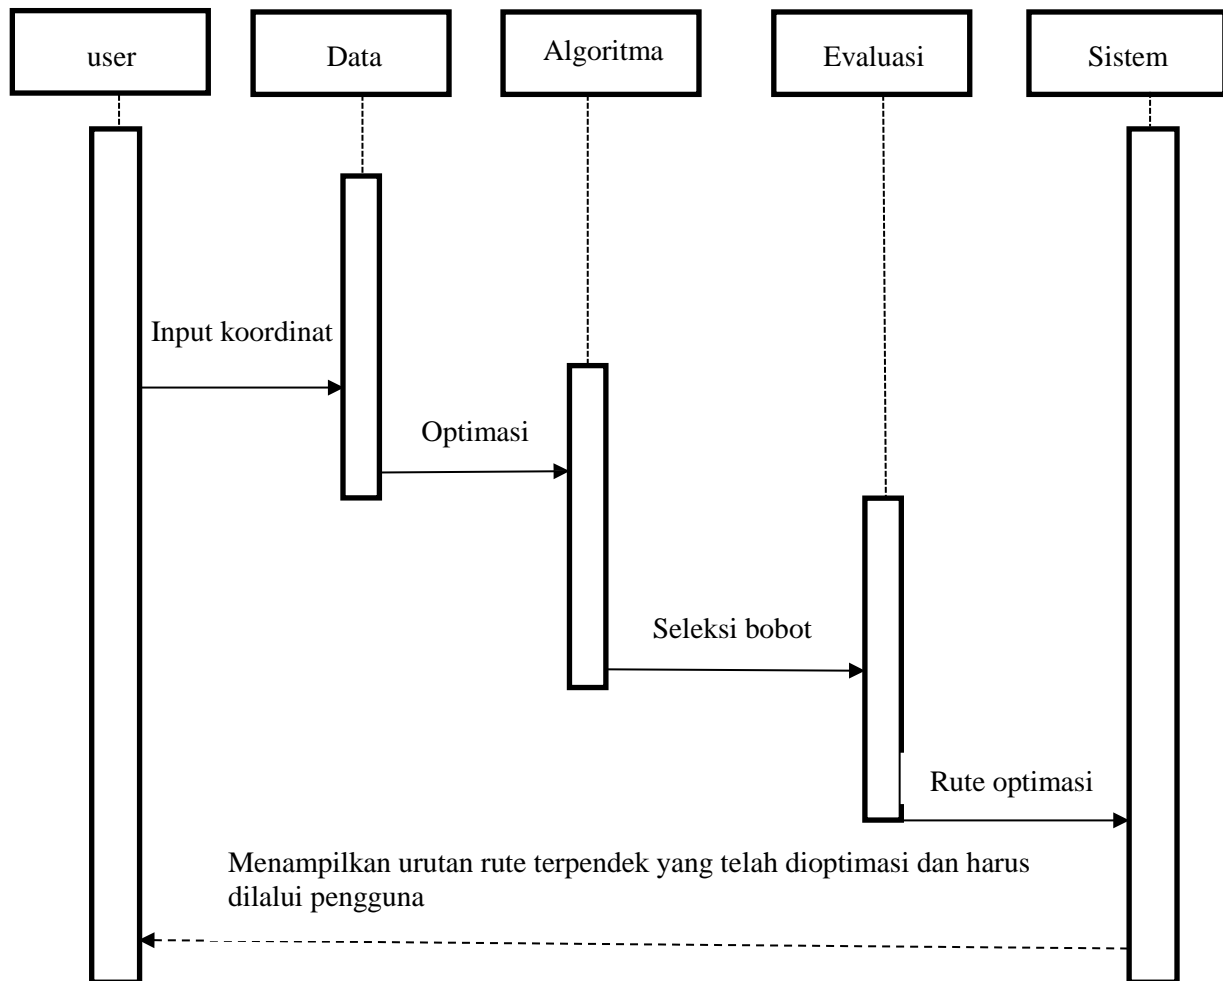 user
Data
Algoritma
Evaluasi
Sistem
Input koordinat
Optimasi
Seleksi bobot
Rute optimasi
Menampilkan urutan rute terpendek yang telah dioptimasi dan harus
dilalui pengguna